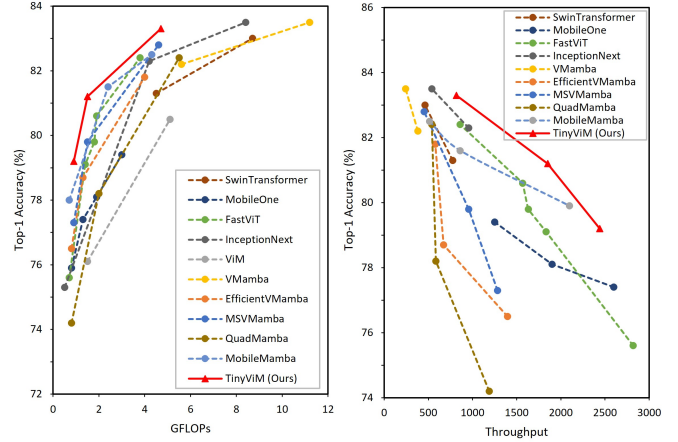 84
82
80
78
76
74
72
0
2
4
6
8
10
12
Top-1 Accuracy (%)
GFLOPs
SwinTransformer
MobileOne
FastViT
InceptionNext
ViM
VMamba
EfficientVMamba
MSVMamba
QuadMamba
MobileMamba
TinyViM (Ours)
86
84
82
80
78
76
74
0
500
1000
1500
2000
2500
3000
Top-1 Accuracy (%)
Throughput
SwinTransformer
MobileOne
FastViT
InceptionNext
VMamba
EfficientVMamba
MSVMamba
QuadMamba
MobileMamba
TinyViM (Ours)